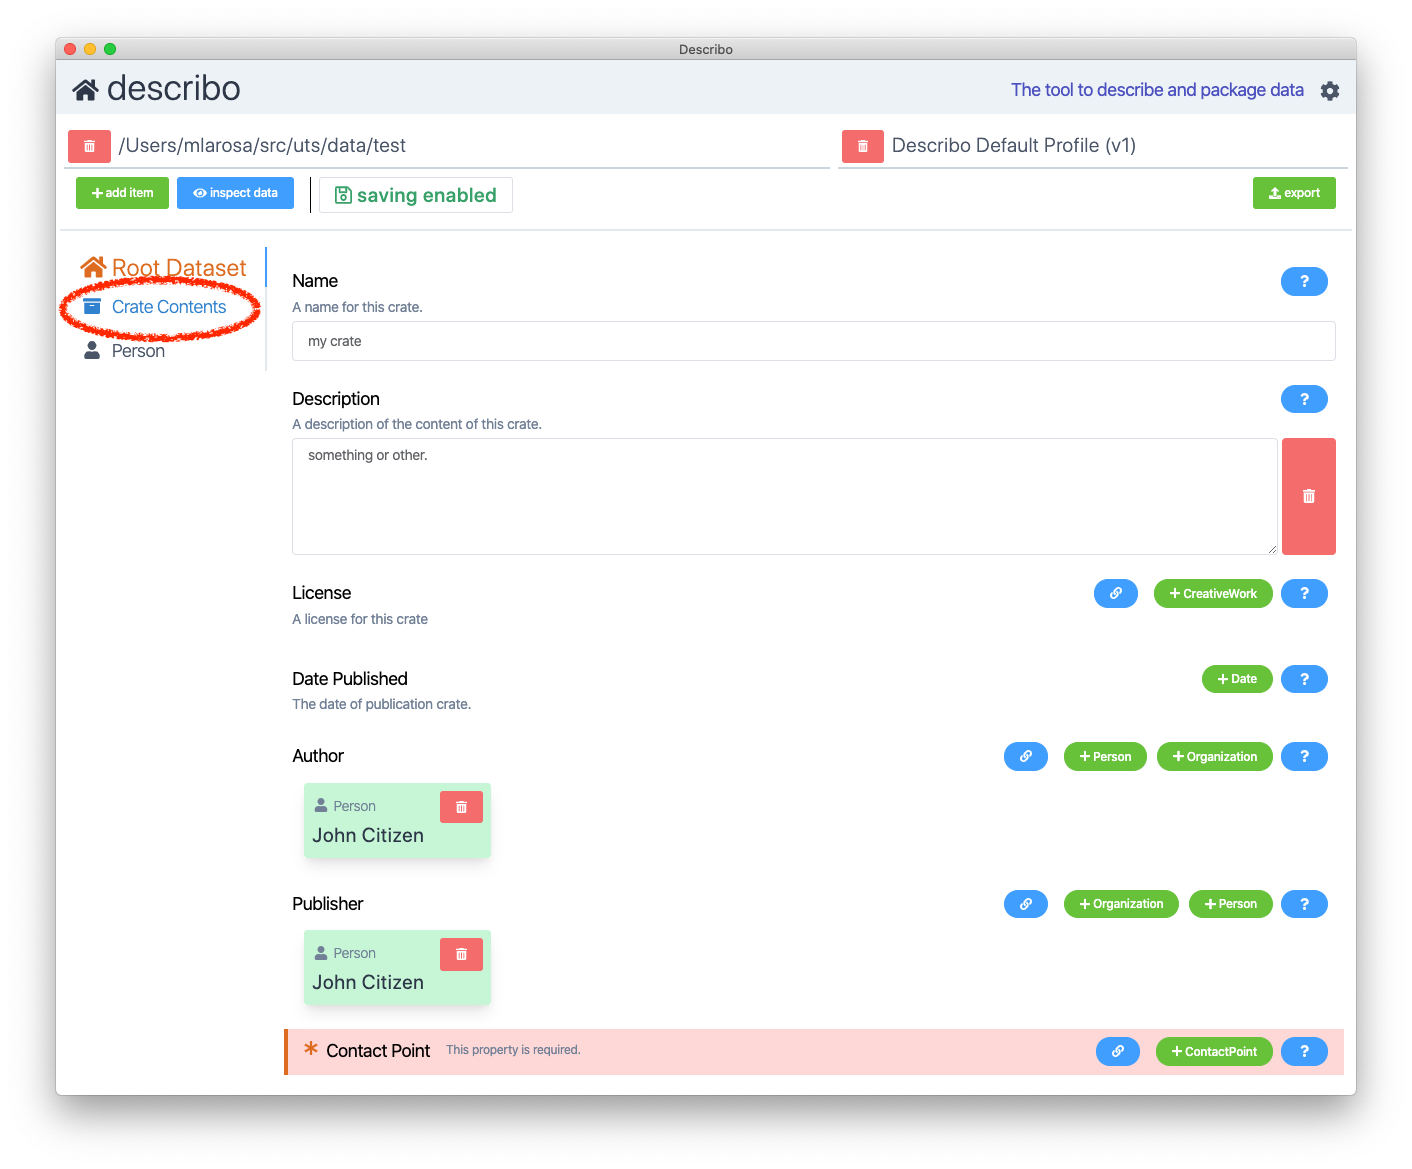 Describo
describo
The tool to describe and package data
/Users/mlarosa/src/uts/data/test
Describo Default Profile (v1)
+ add item
inspect data
saving enabled
export
Root Dataset
Crate Contents
Person
Name
?
A name for this crate.
my crate
Description
?
A description of the content of this crate.
something or other.
License
+ CreativeWork
?
A license for this crate
Date Published
+ Date
?
The date of publication crate.
Author
+ Person
+ Organization
?
Person
John Citizen
Publisher
+ Organization
+ Person
?
Person
John Citizen
* Contact Point
This property is required.
+ ContactPoint
?